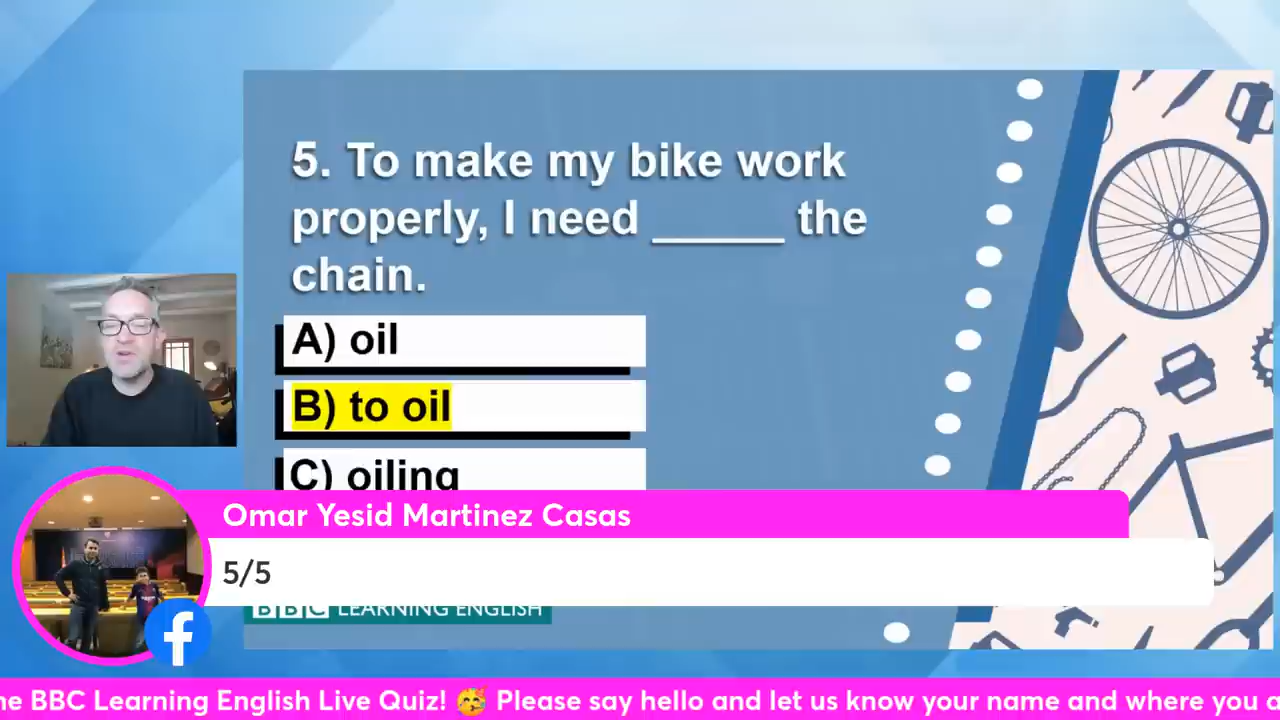 5. To make my bike work
properly, I need _____ the
chain.
A) oil
B) to oil
C) oiling
Omar Yesid Martinez Casas
5/5
BBC LEARNING ENGLISH
BBC Learning English Live Quiz! 🥳 Please say hello and let us know your name and where you